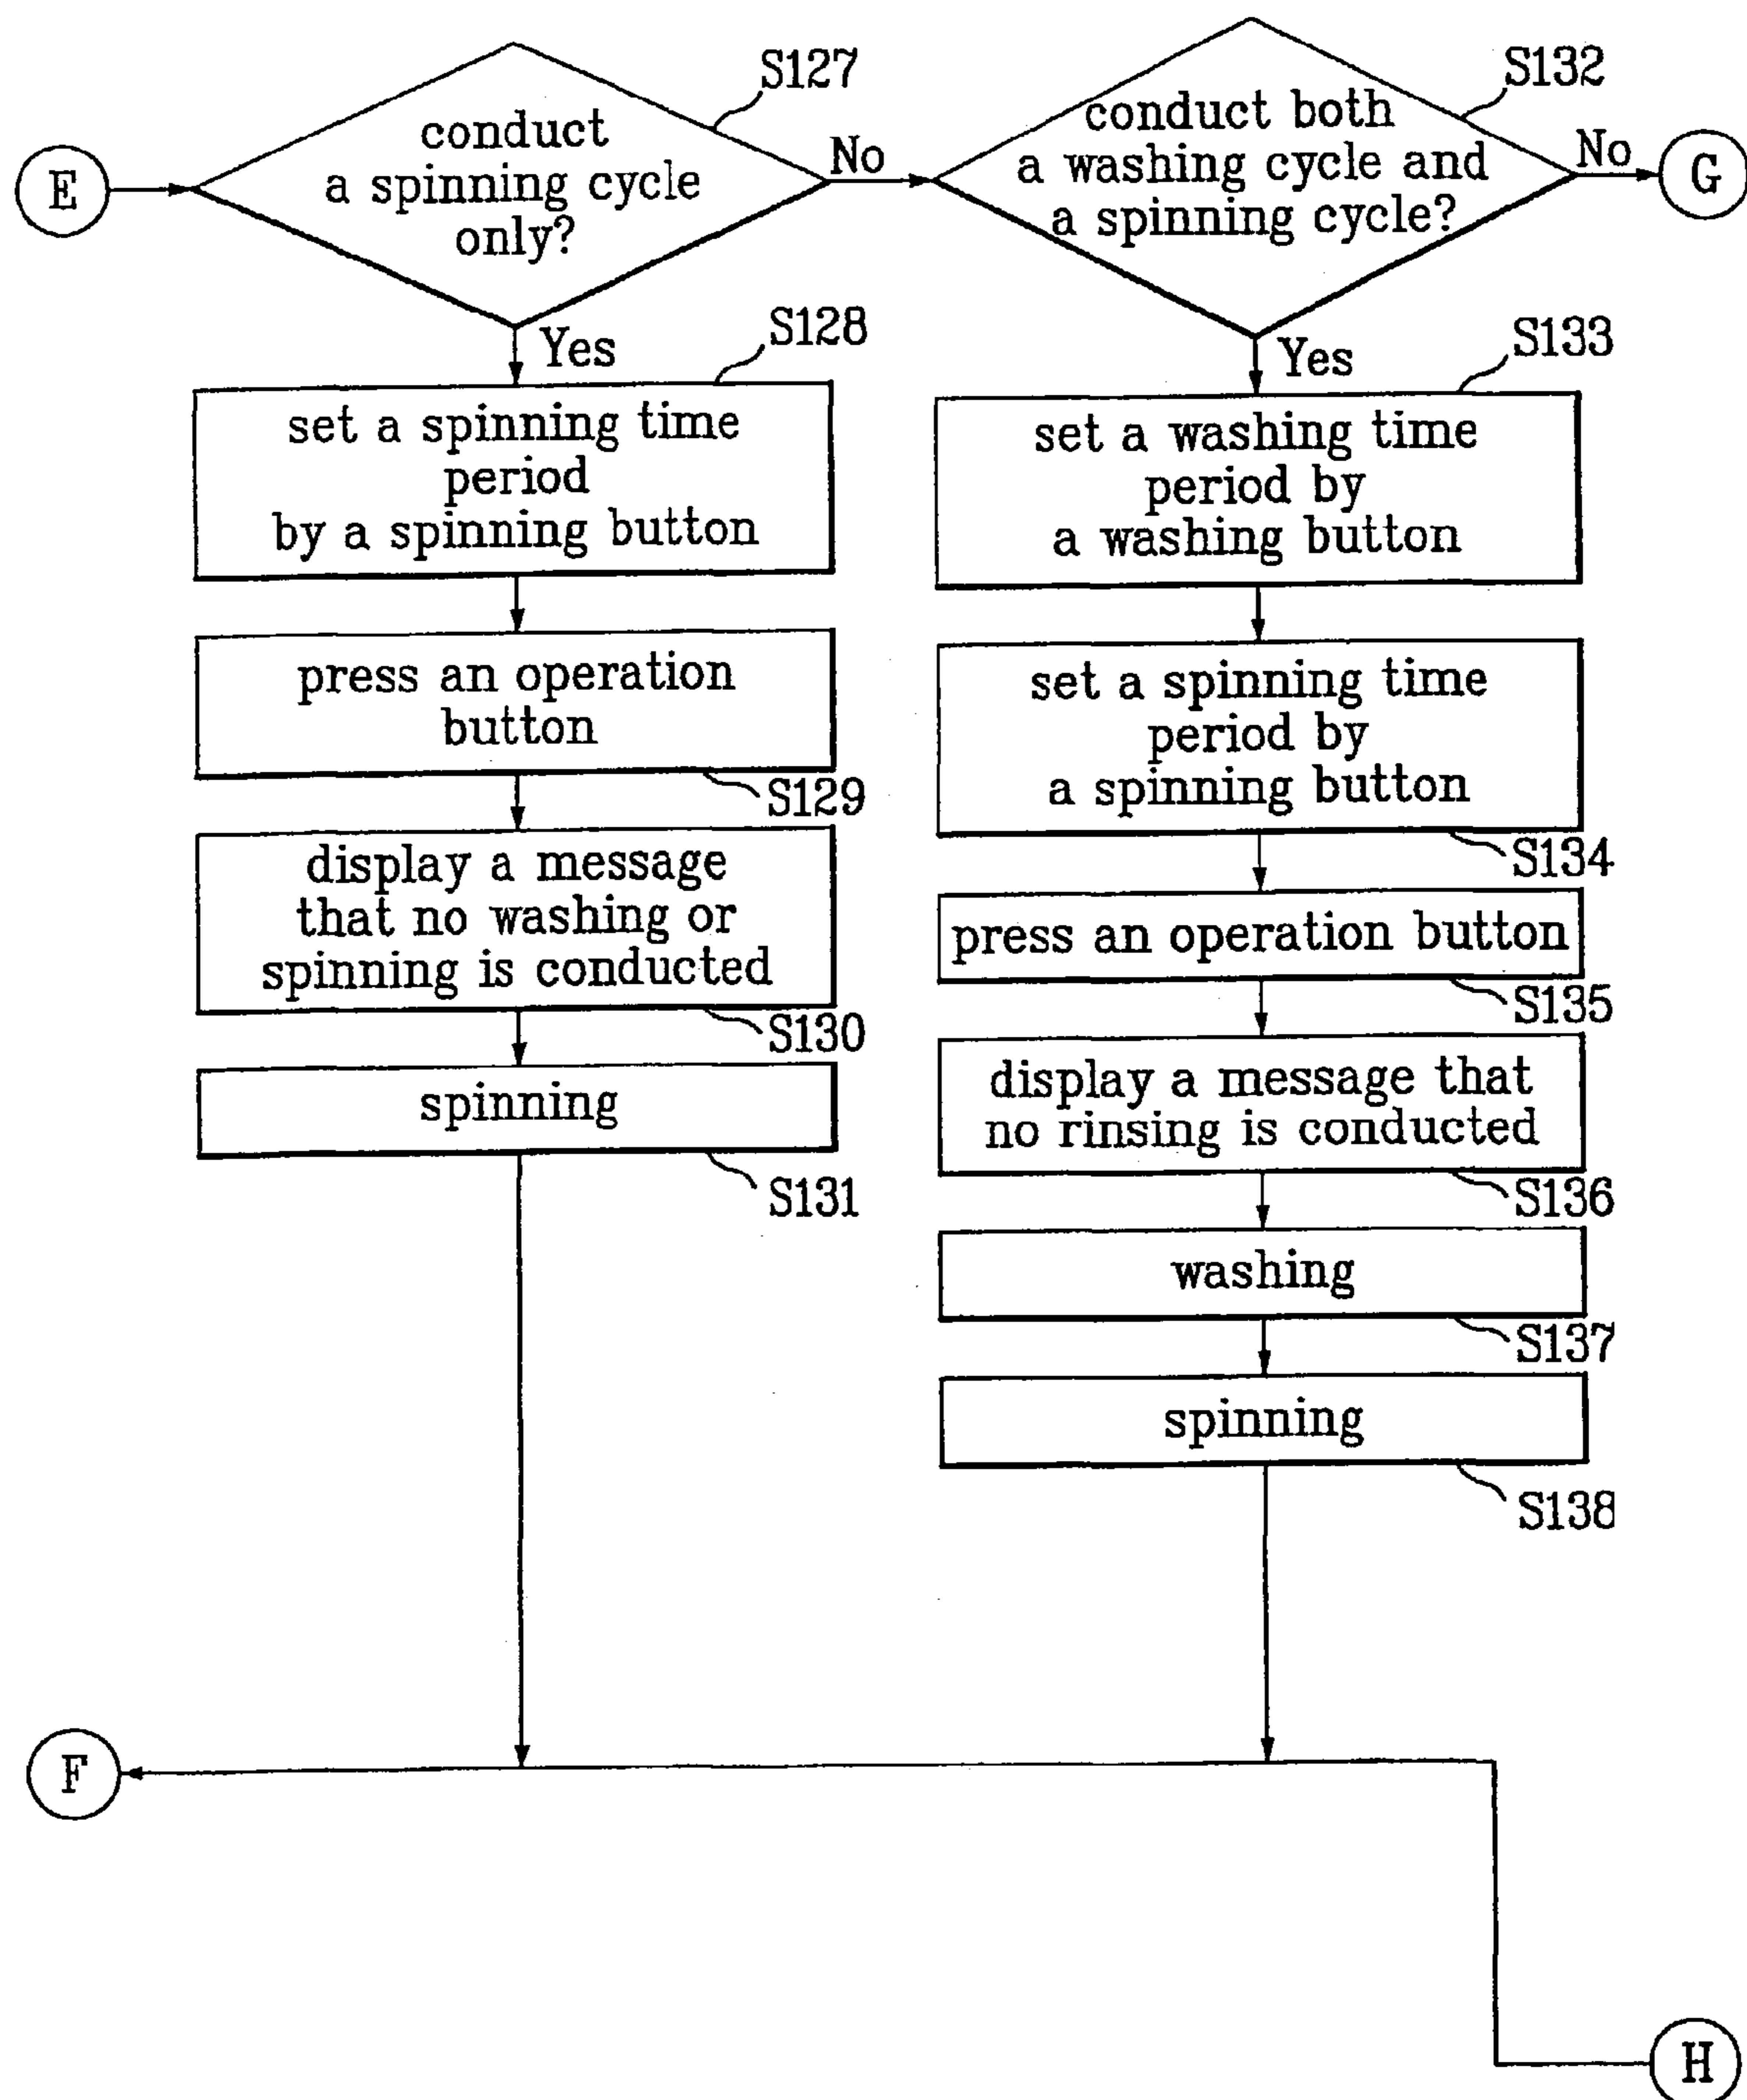 E
S127
conduct
a spinning cycle
only?
No
S132
conduct both
a washing cycle and
a spinning cycle?
No
G
Yes
S128
set a spinning time
period
by a spinning button
press an operation
button
S129
display a message
that no washing or
spinning is conducted
S130
spinning
S131
Yes
S133
set a washing time
period by
a washing button
set a spinning time
period by
a spinning button
S134
press an operation button
S135
display a message that
no rinsing is conducted
S136
washing
S137
spinning
S138
F
H